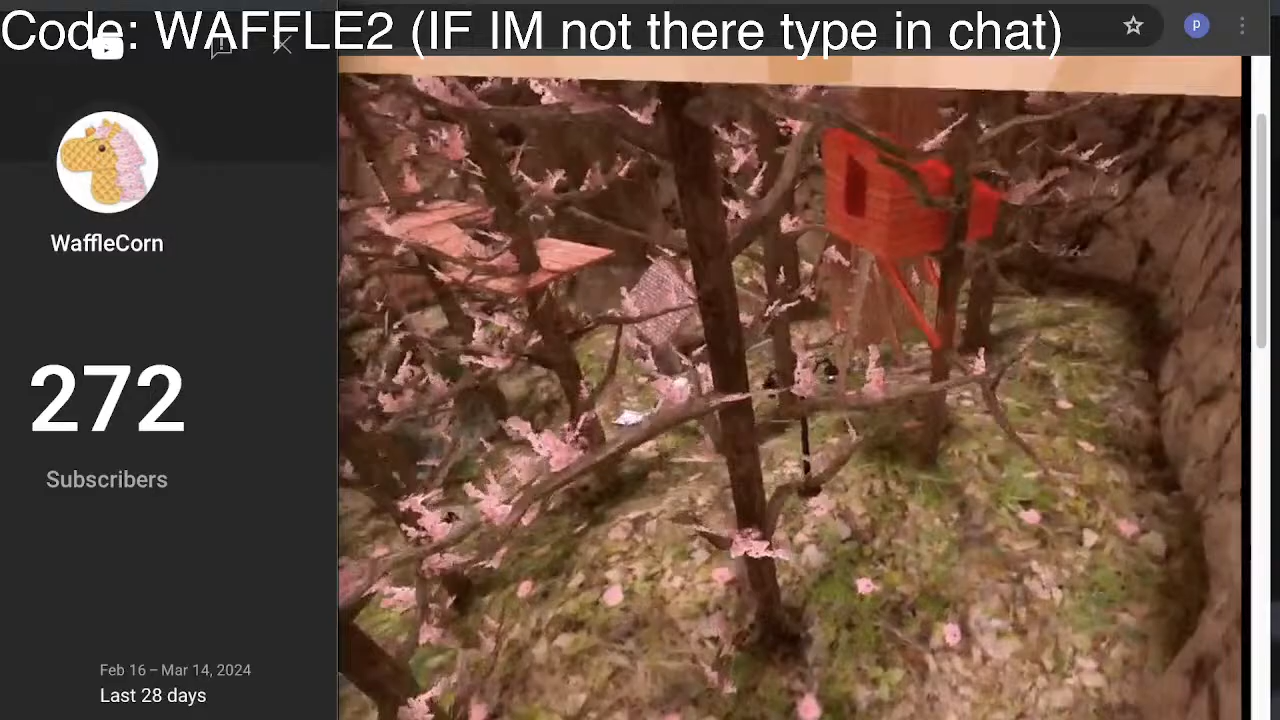 Code: WAFFLE2 (IF IM not there type in chat)
P
WaffleCorn
272
Subscribers
Feb 16 – Mar 14, 2024
Last 28 days